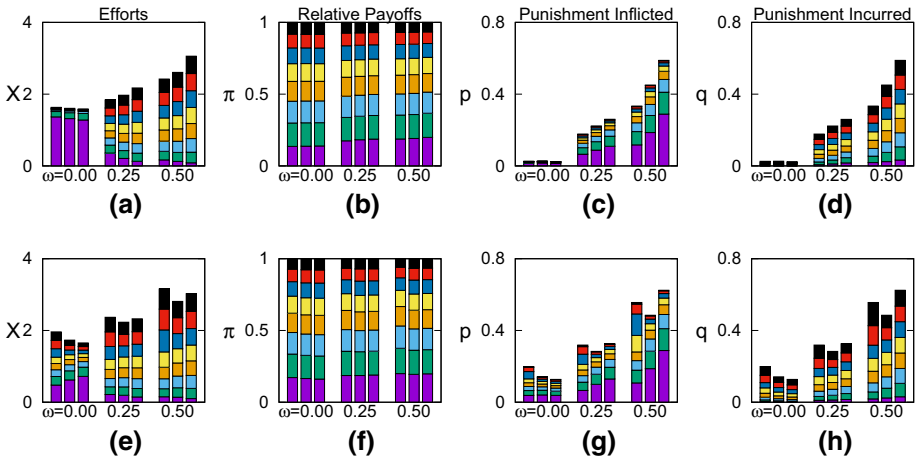 Efforts Relative Payoffs Punishment Inflicted Punishment Incurred
4 1 0.8 0.8
X 2 π 0.5 p 0.4 q 0.4
0 0 0 0
ω=0.00 0.25 0.50 ω=0.00 0.25 0.50 ω=0.00 0.25 0.50 ω=0.00 0.25 0.50
(a) (b) (c) (d)
4 1 0.8 0.8
X 2 π 0.5 p 0.4 q 0.4
0 0 0 0
ω=0.00 0.25 0.50 ω=0.00 0.25 0.50 ω=0.00 0.25 0.50 ω=0.00 0.25 0.50
(e) (f) (g) (h)